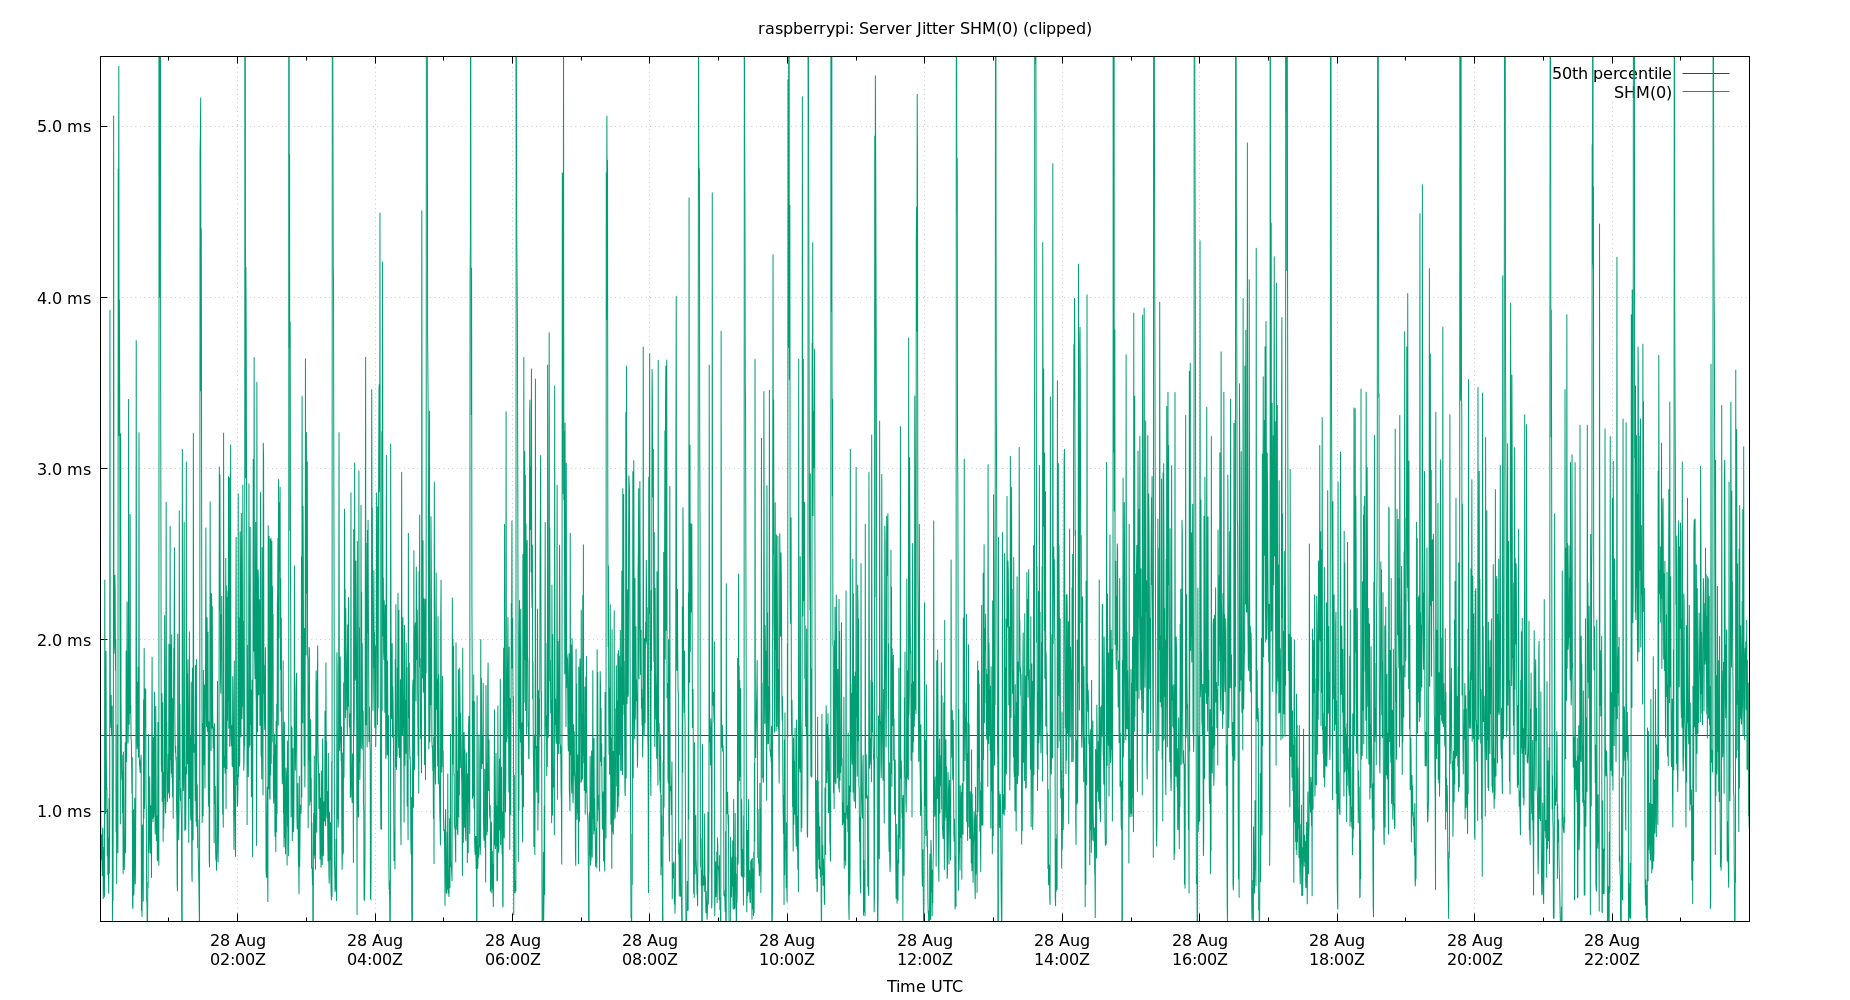 raspberrypi: Server Jitter SHM(0) (clipped)
50th percentile
SHM(0)
5.0 ms
4.0 ms
3.0 ms
2.0 ms
1.0 ms
28 Aug 28 Aug 28 Aug 28 Aug 28 Aug 28 Aug 28 Aug 28 Aug 28 Aug 28 Aug 28 Aug
02:00Z 04:00Z 06:00Z 08:00Z 10:00Z 12:00Z 14:00Z 16:00Z 18:00Z 20:00Z 22:00Z
Time UTC